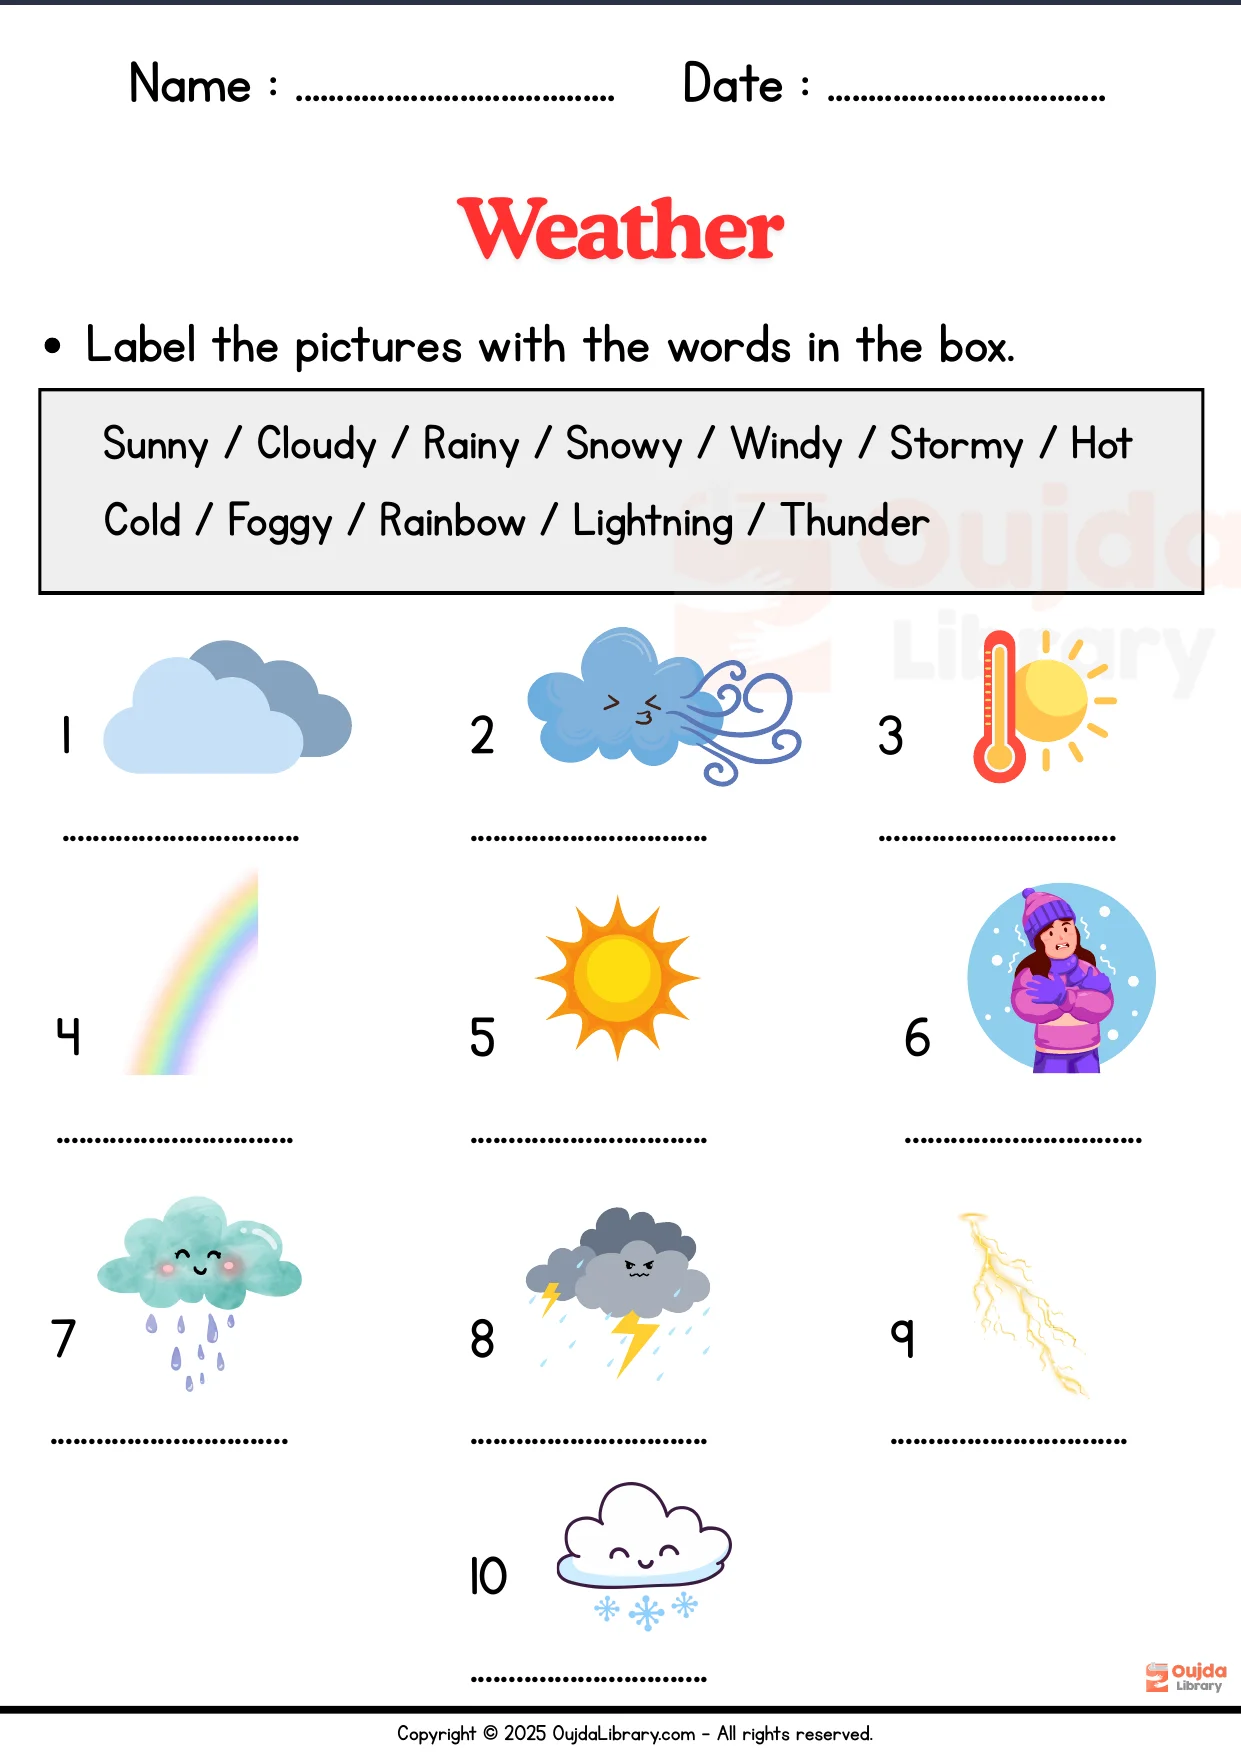 Name : ........................................ Date : ...................................
Weather
• Label the pictures with the words in the box.
Sunny / Cloudy / Rainy / Snowy / Windy / Stormy / Hot
Cold / Foggy / Rainbow / Lightning / Thunder
Oujda
Library
1 2 3
.............................. .............................. ..............................
4 5 6
.............................. .............................. ..............................
7 8 9
.............................. .............................. ..............................
10
..............................
Oujda
Library
Copyright © 2025 OujdaLibrary.com - All rights reserved.